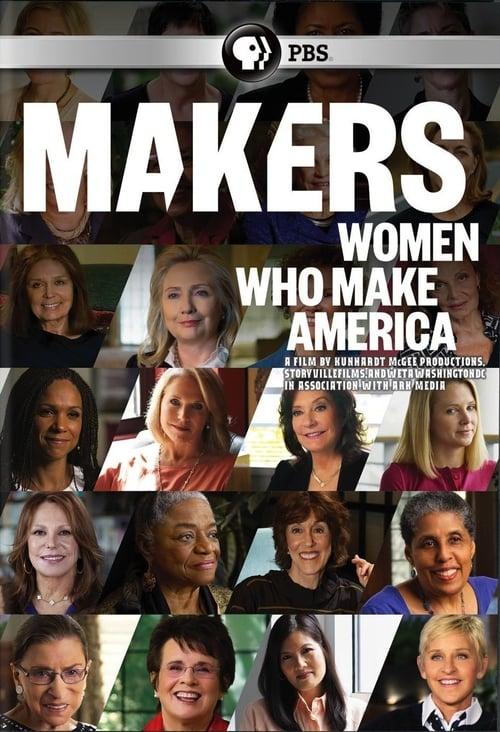 PBS
MAKERS
WOMEN
WHO MAKE
AMERICA
A FILM BY KUNHARDT McGEE PRODUCTIONS,
STORYVILLEFILMS, AND WETA WASHINGTON DC
IN ASSOCIATION WITH ARK MEDIA